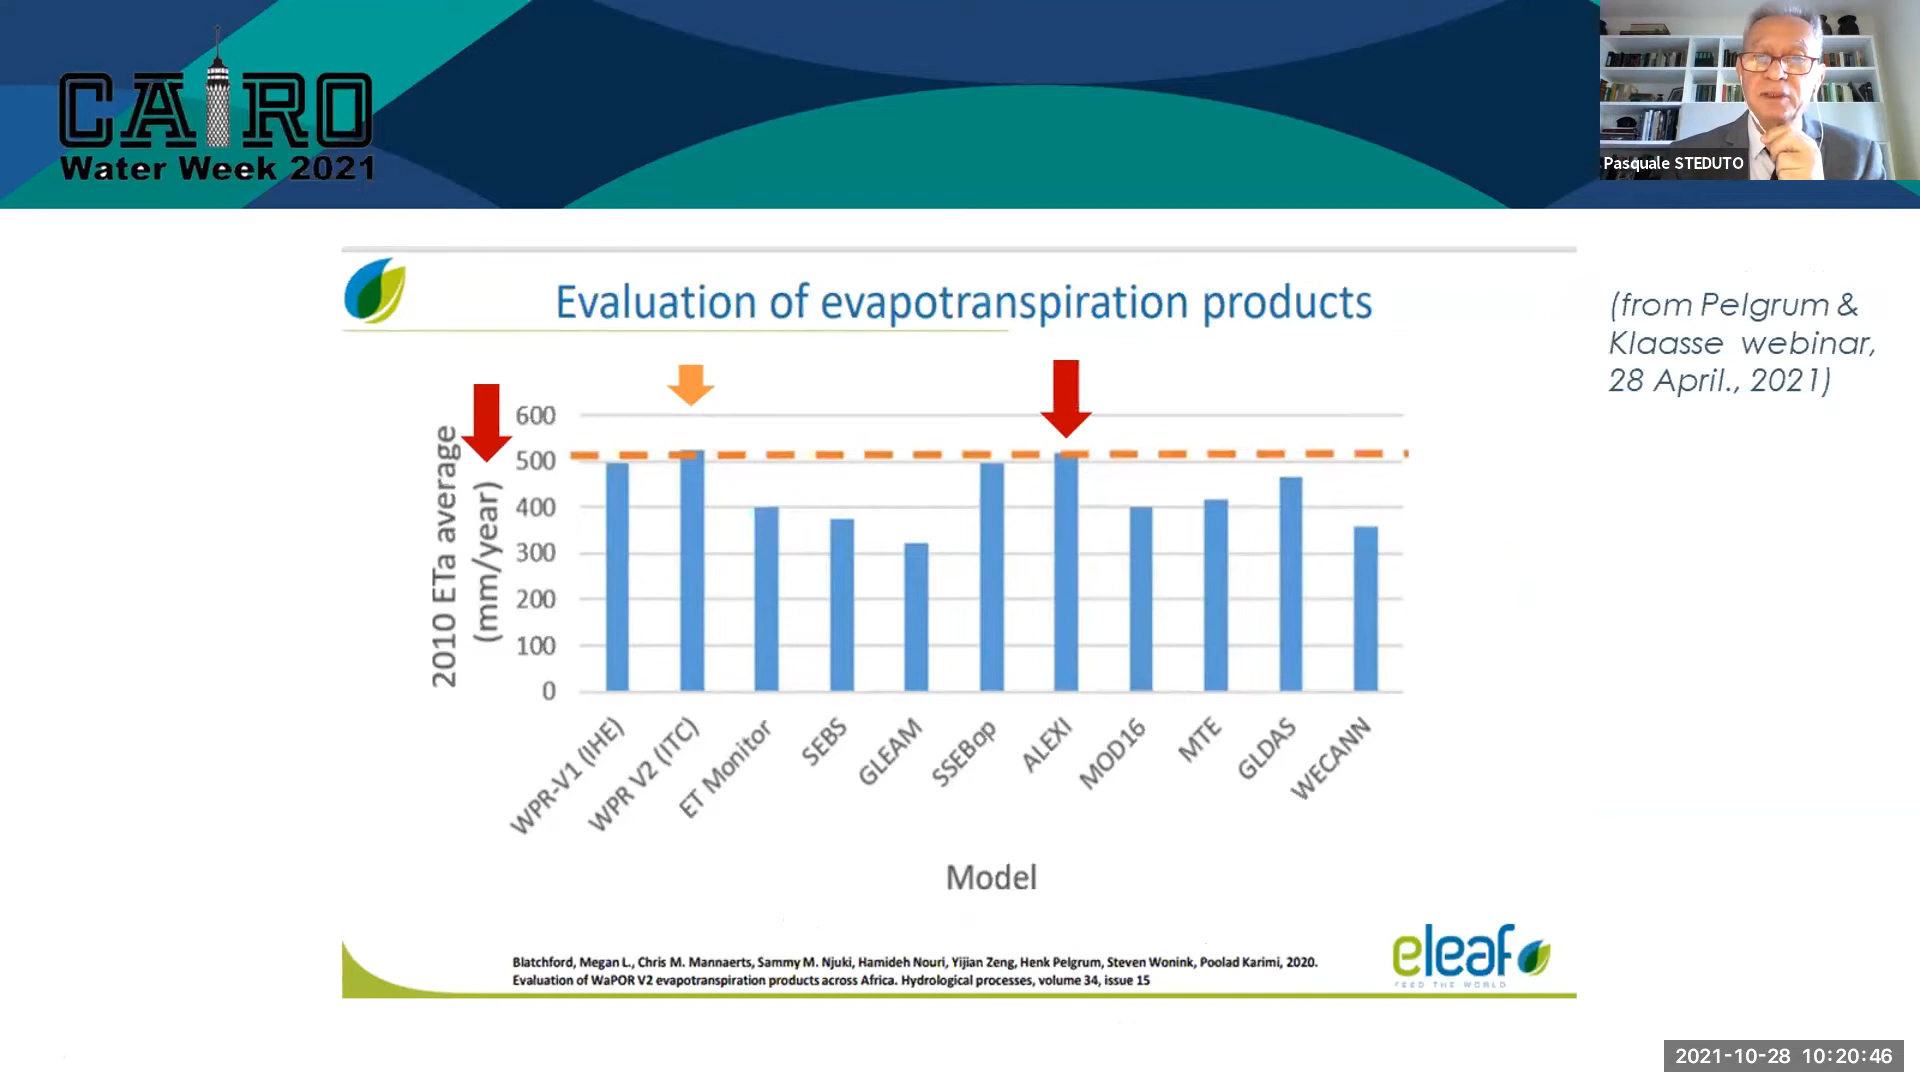 CAIRO
Water Week 2021
Pasquale STEDUTO
Evaluation of evapotranspiration products
(from Pelgrum &
Klaasse webinar,
28 April., 2021)
2010 ETa average
(mm/year)
600
500
400
300
200
100
0
WPR-V1 (IHE)
WPR V2 (ITC)
ET Monitor
SEBS
GLEAM
SSEBop
ALEXI
MOD16
MTE
GLDAS
WECANN
Model
Blatchford, Megan L., Chris M. Mannaerts, Sammy M. Njuki, Hamideh Nouri, Yijian Zeng, Henk Pelgrum, Steven Wonink, Poolad Karimi, 2020.
Evaluation of WaPOR V2 evapotranspiration products across Africa. Hydrological processes, volume 34, issue 15
eleaf
FEED THE WORLD
2021-10-28 10:20:46